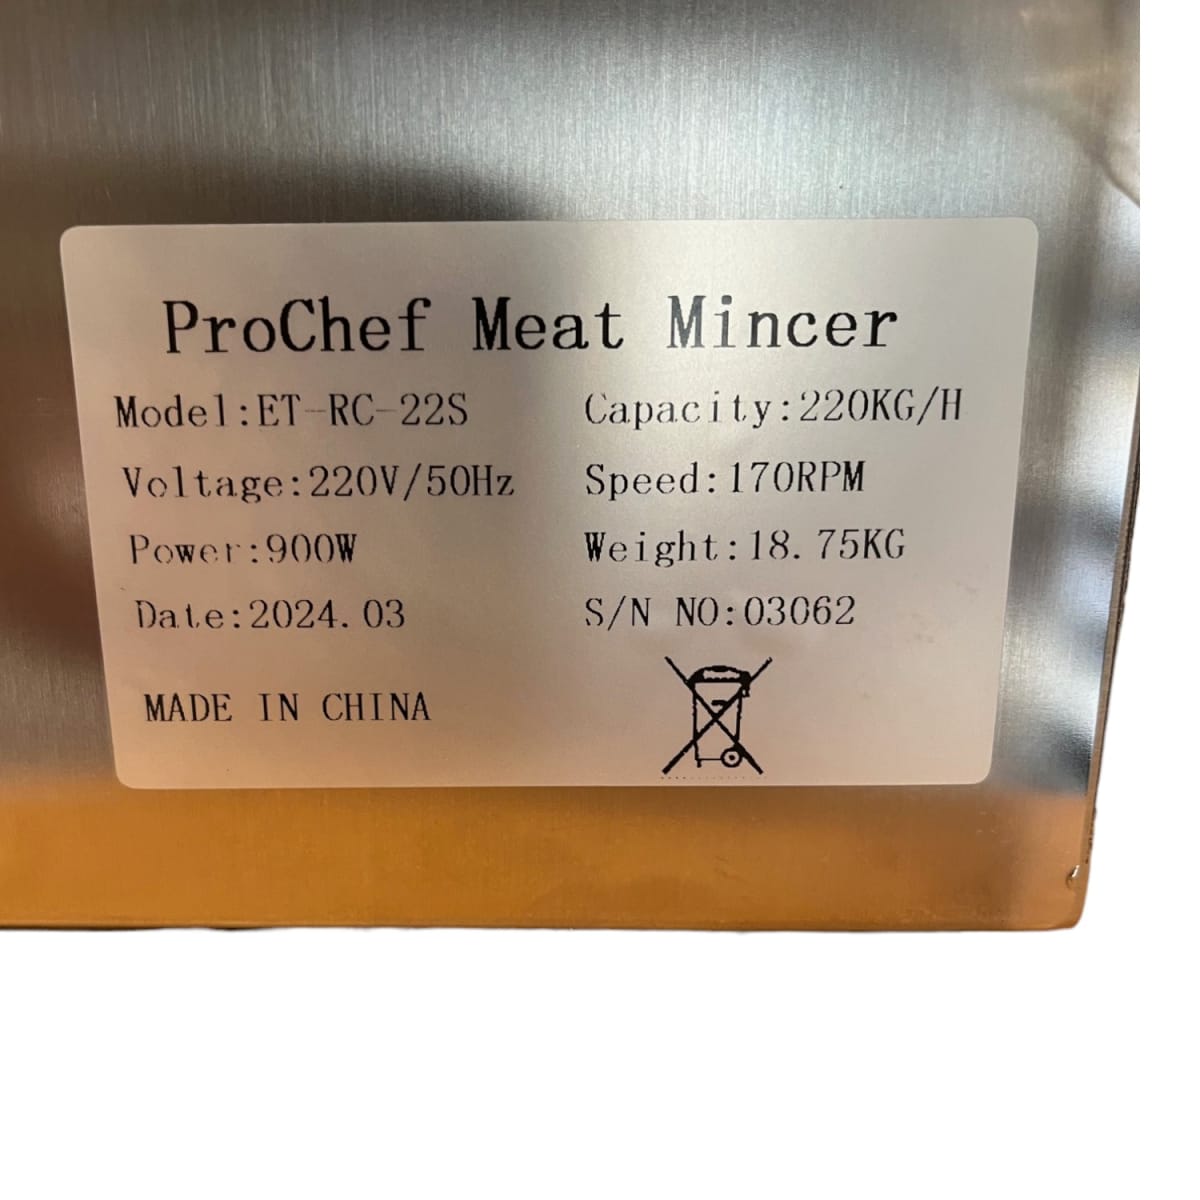 ProChef Meat Mincer
Model:ET-RC-22S Capacity:220KG/H
Voltage:220V/50Hz Speed:170RPM
Power:900W Weight:18.75KG
Date:2024.03 S/N NO:03062
MADE IN CHINA